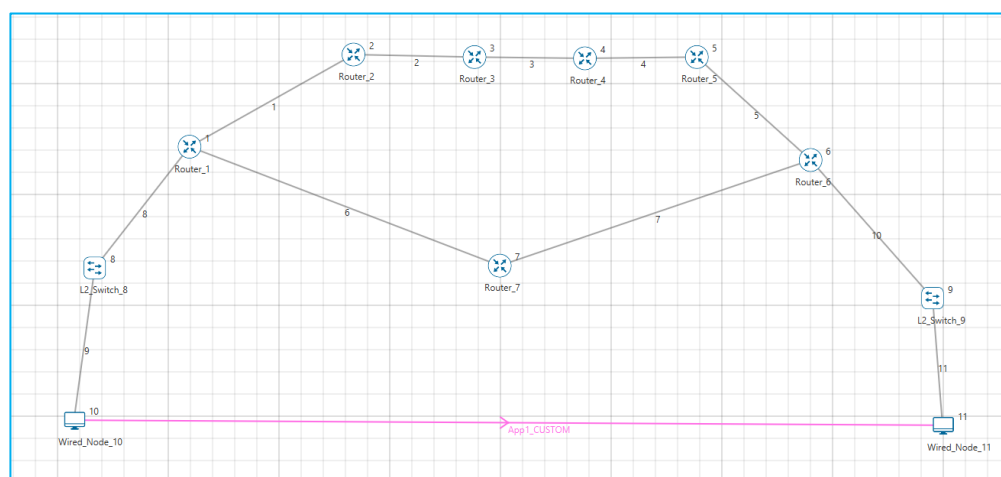 2
Router_2
2
3
Router_3
3
4
Router_4
4
5
Router_5
1
5
1
Router_1
6
Router_6
8
6
7
10
8
L2_Switch_8
7
Router_7
9
L2_Switch_9
9
11
10
Wired_Node_10
App1_CUSTOM
11
Wired_Node_11